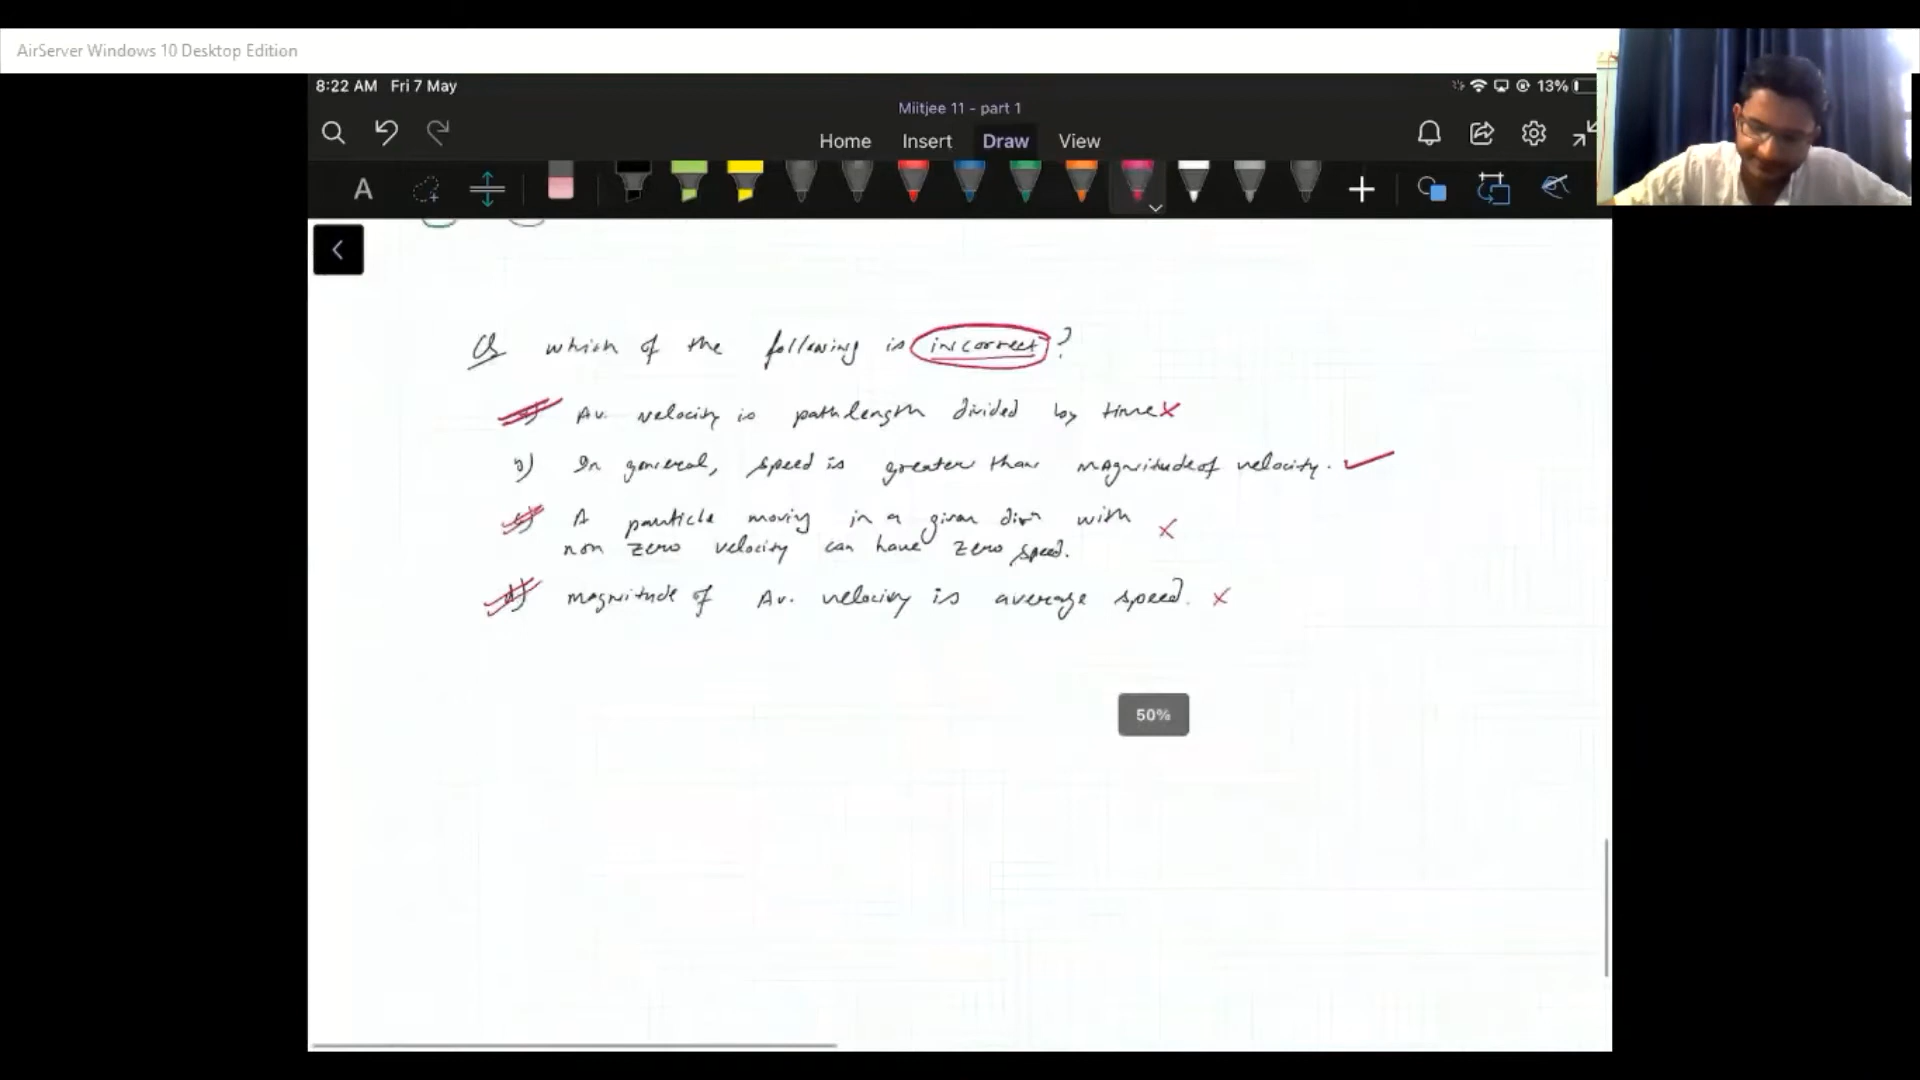 AirServer Windows 10 Desktop Edition
8:22 AM Fri 7 May
13%
Miitjee 11 - part 1
Home Insert Draw View
A
Q which of the following is incorrect?
a) Av. velocity is pathlength divided by time
b) In general, speed is greater than magnitude of velocity.
c) A particle moving in a given dirn with
non zero velocity can have zero speed.
d) magnitude of Av. velocity is average speed.
50%